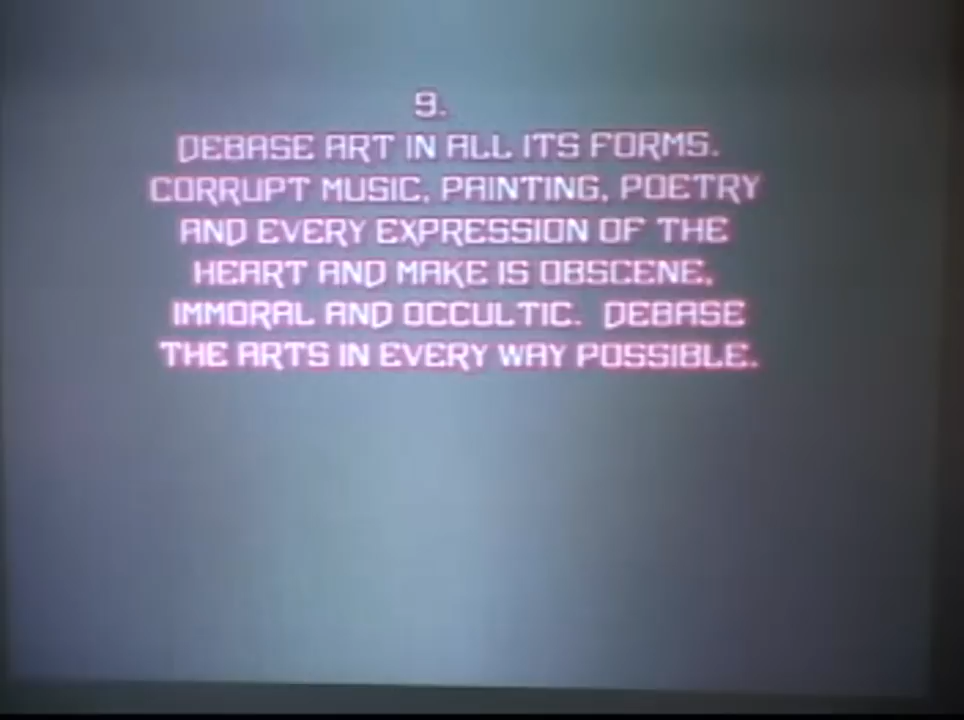 9.
DEBASE ART IN ALL ITS FORMS.
CORRUPT MUSIC, PAINTING, POETRY
AND EVERY EXPRESSION OF THE
HEART AND MAKE IS OBSCENE,
IMMORAL AND OCCULTIC. DEBASE
THE ARTS IN EVERY WAY POSSIBLE.